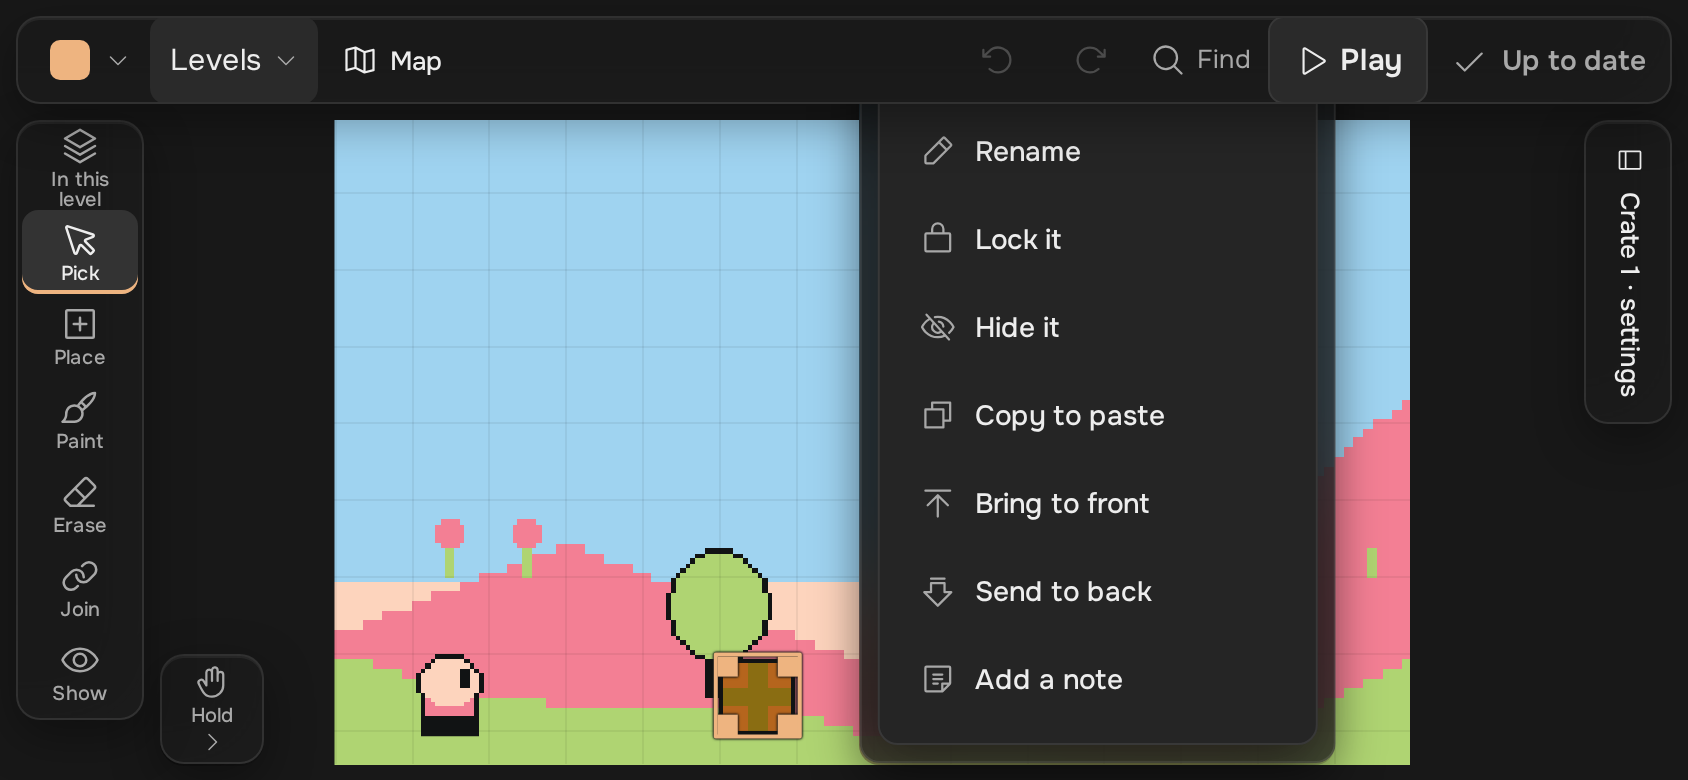 Levels
Map
Find
Play
Up to date
In this
level
Pick
Place
Paint
Erase
Join
Show
Hold
Rename
Lock it
Hide it
Copy to paste
Bring to front
Send to back
Add a note
Crate 1 · settings